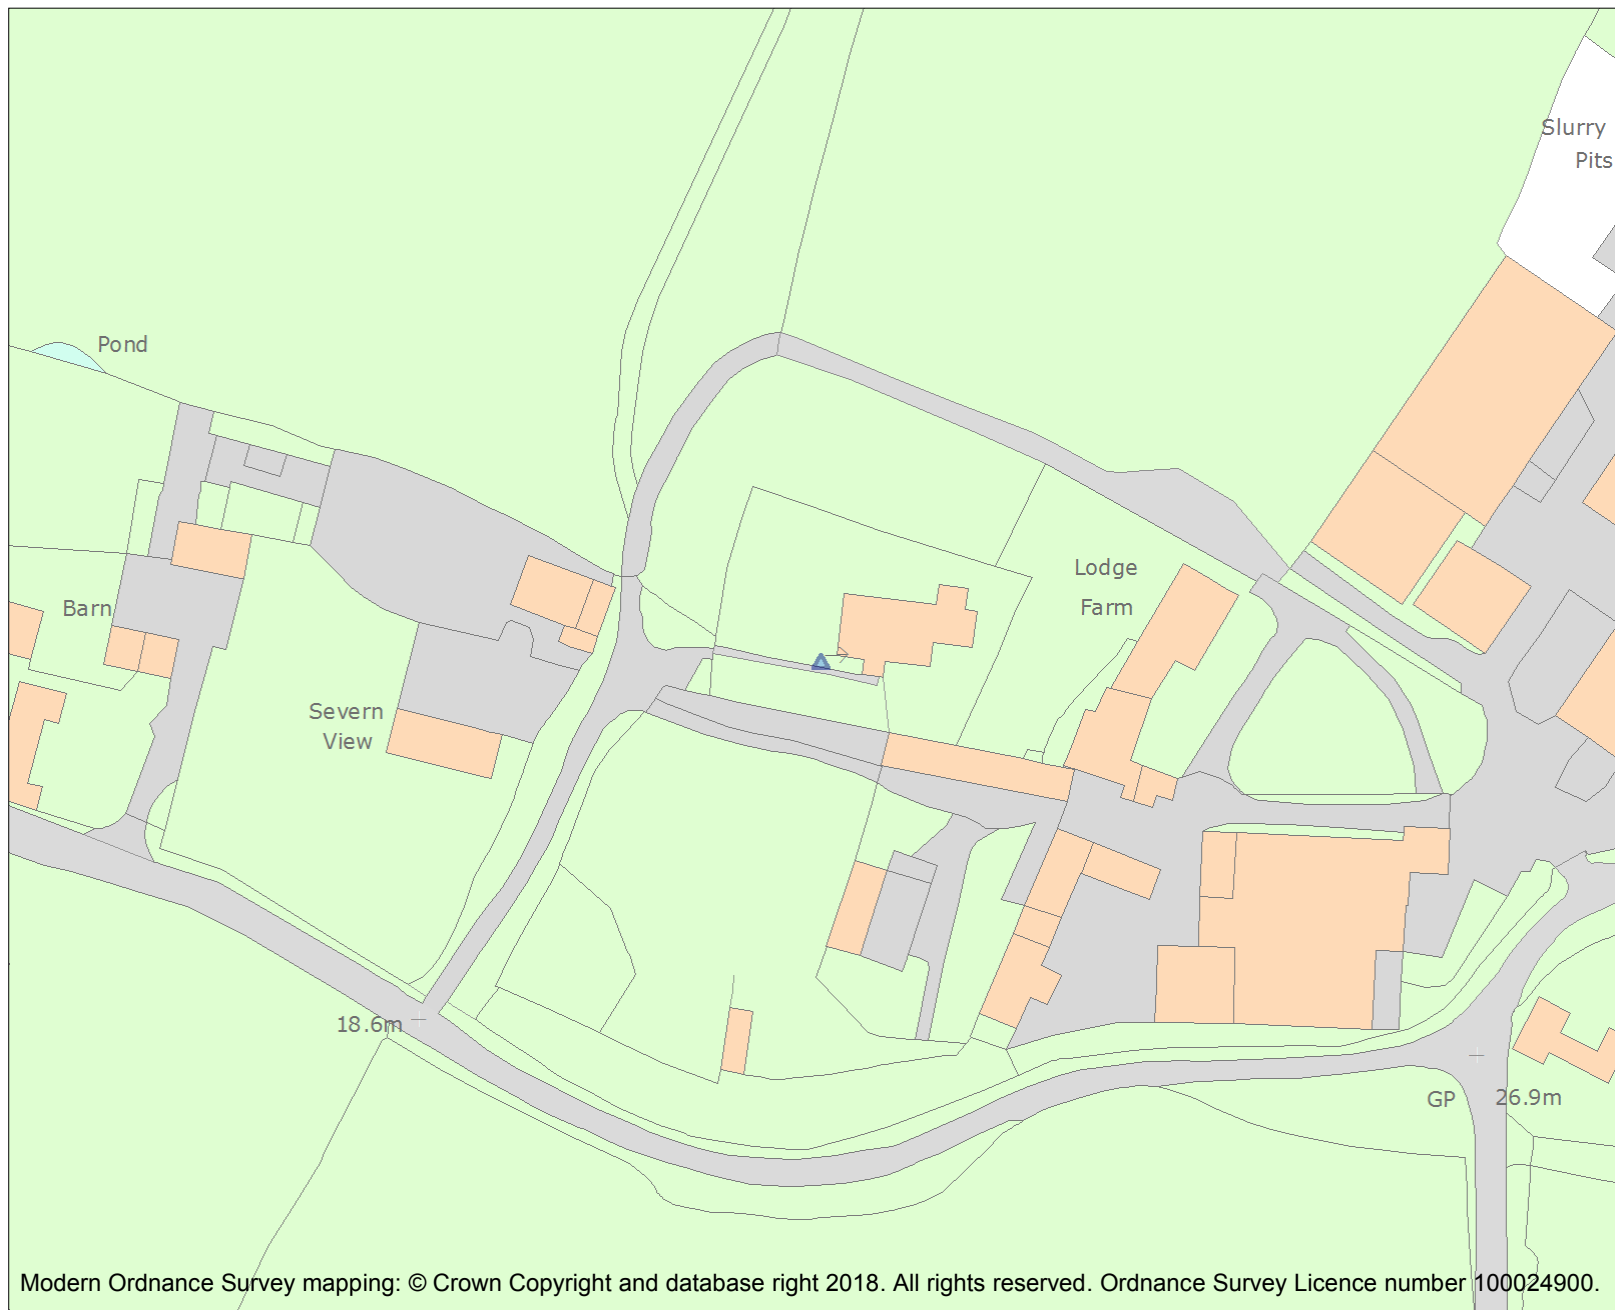 Slurry
Pits
Pond
Lodge
Farm
Barn
Severn
View
18.6m
GP
26.9m
Modern Ordnance Survey mapping: © Crown Copyright and database right 2018. All rights reserved. Ordnance Survey Licence number 100024900.